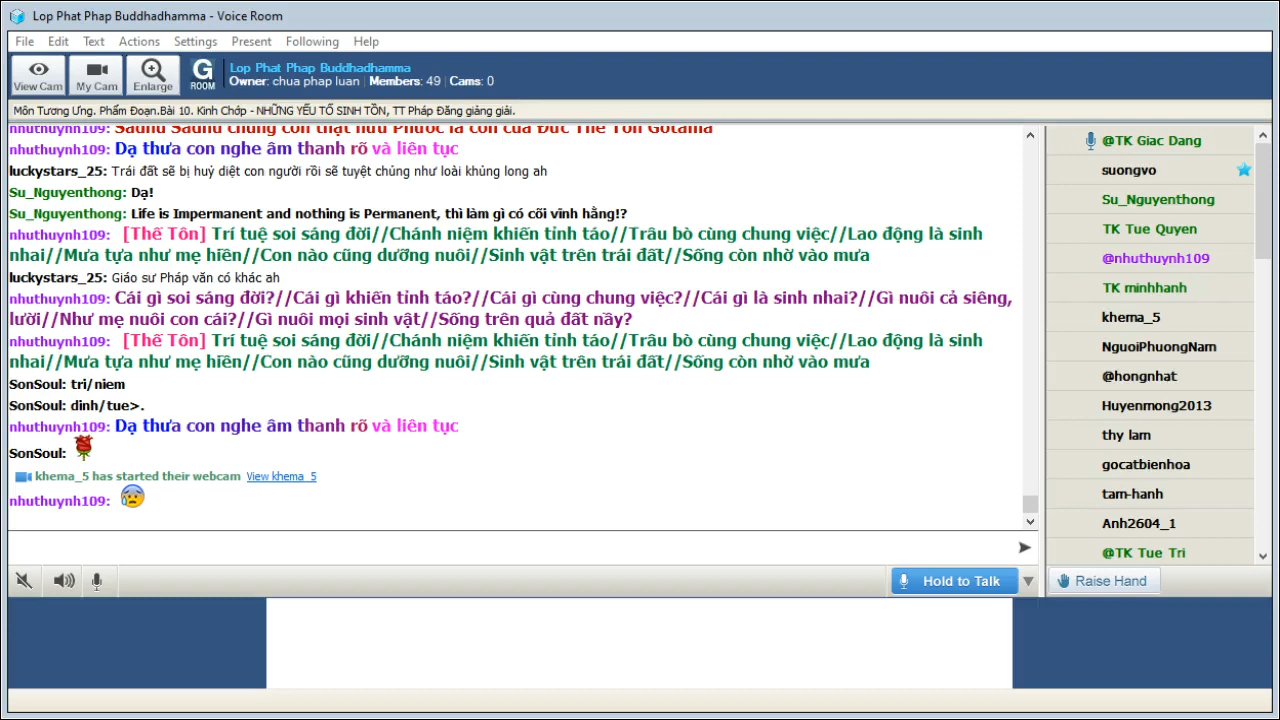 Lop Phat Phap Buddhadhamma - Voice Room
File Edit Text Actions Settings Present Following Help
View Cam My Cam Enlarge G ROOM Lop Phat Phap Buddhadhamma
Owner: chua phap luan Members: 49 Cams: 0
Môn Tương Ưng. Phẩm Đoạn.Bài 10. Kinh Chớp - NHỮNG YẾU TỐ SINH TỒN, TT Pháp Đăng giảng giải.
nhuthuynh109: Sadhu Sadhu chúng con thật hữu Phước là con của Đức Thế Tôn Gotama
nhuthuynh109: Dạ thưa con nghe âm thanh rõ và liên tục
luckystars_25: Trái đất sẽ bị huỷ diệt con người rồi sẽ tuyệt chủng như loài khủng long ah
Su_Nguyenthong: Dạ!
Su_Nguyenthong: Life is Impermanent and nothing is Permanent, thì làm gì có cõi vĩnh hằng!?
nhuthuynh109: [Thế Tôn] Trí tuệ soi sáng đời//Chánh niệm khiến tỉnh táo//Trâu bò cùng chung việc//Lao động là sinh
nhai//Mưa tựa như mẹ hiền//Con nào cũng dưỡng nuôi//Sinh vật trên trái đất//Sống còn nhờ vào mưa
luckystars_25: Giáo sư Pháp văn có khác ah
nhuthuynh109: Cái gì soi sáng đời?//Cái gì khiến tỉnh táo?//Cái gì cùng chung việc?//Cái gì là sinh nhai?//Gì nuôi cả siêng,
lười//Như mẹ nuôi con cái?//Gì nuôi mọi sinh vật//Sống trên quả đất nầy?
nhuthuynh109: [Thế Tôn] Trí tuệ soi sáng đời//Chánh niệm khiến tỉnh táo//Trâu bò cùng chung việc//Lao động là sinh
nhai//Mưa tựa như mẹ hiền//Con nào cũng dưỡng nuôi//Sinh vật trên trái đất//Sống còn nhờ vào mưa
SonSoul: tri/niem
SonSoul: dinh/tue>.
nhuthuynh109: Dạ thưa con nghe âm thanh rõ và liên tục
SonSoul:
khema_5 has started their webcam View khema_5
nhuthuynh109:
Hold to Talk
@TK Giac Dang
suongvo
Su_Nguyenthong
TK Tue Quyen
@nhuthuynh109
TK minhhanh
khema_5
NguoiPhuongNam
@hongnhat
Huyenmong2013
thy lam
gocatbienhoa
tam-hanh
Anh2604_1
@TK Tue Tri
Raise Hand